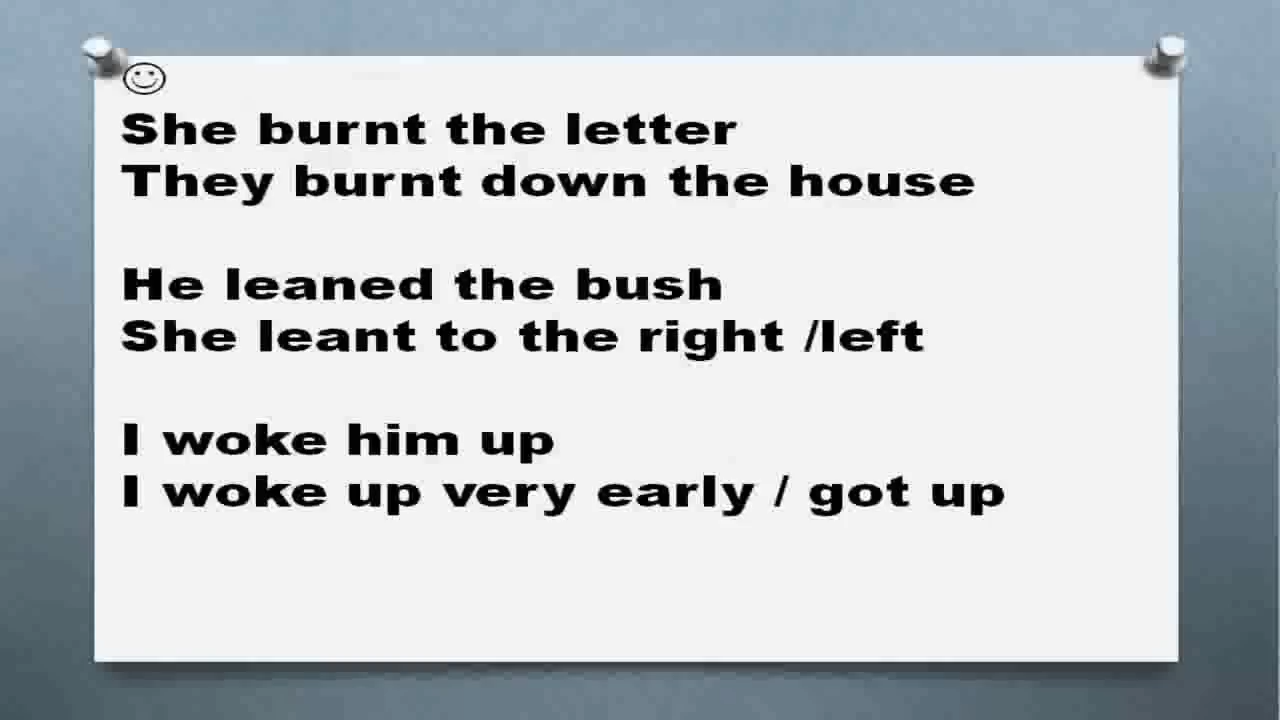 She burnt the letter
They burnt down the house
He leaned the bush
She leant to the right /left
I woke him up
I woke up very early / got up